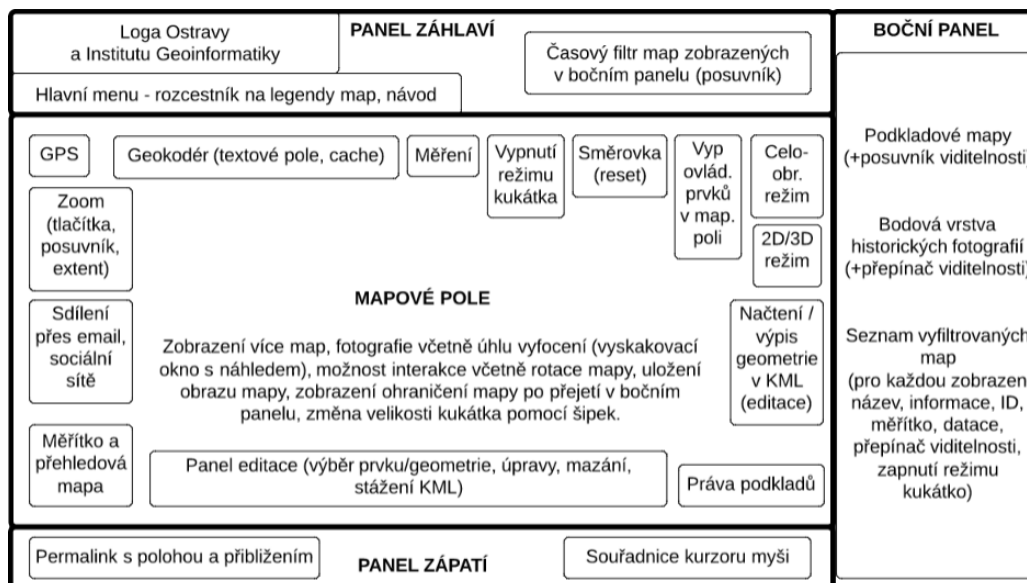 Loga Ostravy
a Institutu Geoinformatiky
PANEL ZÁHLAVÍ
Časový filtr map zobrazených
v bočním panelu (posuvník)
Hlavní menu - rozcestník na legendy map, návod
BOČNÍ PANEL
Podkladové mapy
(+posuvník viditelnosti)
Bodová vrstva
historických fotografií
(+přepínač viditelnosti)
Seznam vyfiltrovaných
map
(pro každou zobrazen
název, informace, ID,
měřítko, datace,
přepínač viditelnosti,
zapnutí režimu
kukátko)
GPS
Geokodér (textové pole, cache)
Měření
Vypnutí
režimu
kukátka
Směrovka
(reset)
Vyp
ovlád.
prvků
v map.
poli
Celo-
obr.
režim
2D/3D
režim
Zoom
(tlačítka,
posuvník,
extent)
MAPOVÉ POLE
Sdílení
přes email,
sociální
sítě
Zobrazení více map, fotografie včetně úhlu vyfocení (vyskakovací
okno s náhledem), možnost interakce včetně rotace mapy, uložení
obrazu mapy, zobrazení ohraničení mapy po přejetí v bočním
panelu, změna velikosti kukátka pomocí šipek.
Načtení /
výpis
geometrie
v KML
(editace)
Měřítko a
přehledová
mapa
Panel editace (výběr prvku/geometrie, úpravy, mazání,
stážení KML)
Práva podkladů
Permalink s polohou a přiblížením
PANEL ZÁPATÍ
Souřadnice kurzoru myši